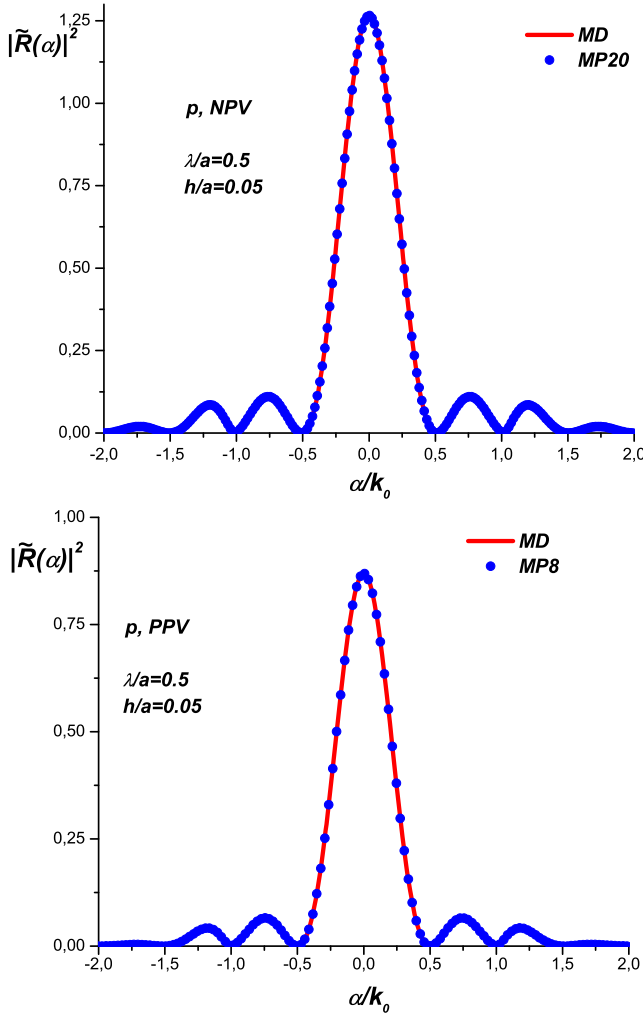 |R̃(α)|²
MD
MP20
p, NPV
λ/a=0.5
h/a=0.05
1,25
1,00
0,75
0,50
0,25
0,00
-2,0 -1,5 -1,0 -0,5 0,0 0,5 1,0 1,5 2,0
α/k₀
|R̃(α)|²
MD
MP8
p, PPV
λ/a=0.5
h/a=0.05
1,00
0,75
0,50
0,25
0,00
-2,0 -1,5 -1,0 -0,5 0,0 0,5 1,0 1,5 2,0
α/k₀